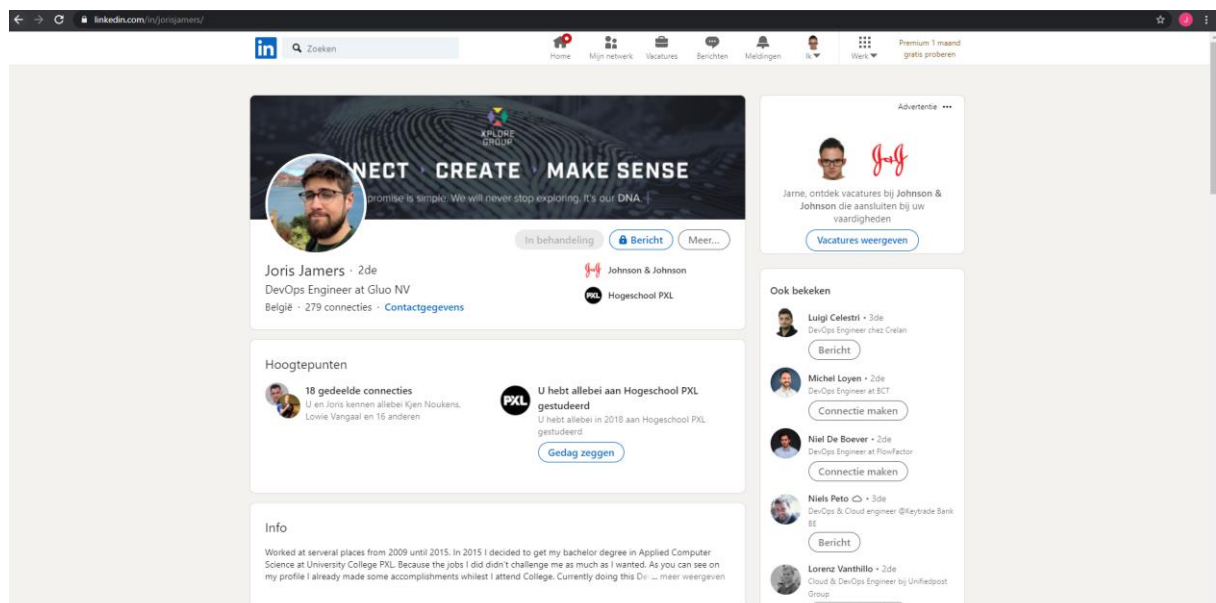 linkedin.com/in/jorisjamers/
in
Zoeken
Home
Mijn netwerk
Vacatures
Berichten
Meldingen
Ik
Werk
Premium 1 maand
gratis proberen
XPLORE
GROUP
NECT CREATE MAKE SENSE
promise is simple. We will never stop exploring. It's our DNA.
In behandeling
Bericht
Meer...
Joris Jamers · 2de
DevOps Engineer at Gluo NV
België · 279 connecties · Contactgegevens
Johnson & Johnson
PXL
Hogeschool PXL
Hoogtepunten
18 gedeelde connecties
U en Joris kennen allebei Kjen Noukens,
Lowie Vangaal en 16 anderen
PXL
U hebt allebei aan Hogeschool PXL
gestudeerd
U hebt allebei in 2018 aan Hogeschool PXL
gestudeerd
Gedag zeggen
Info
Worked at serveral places from 2009 until 2015. In 2015 I decided to get my bachelor degree in Applied Computer
Science at University College PXL. Because the jobs I did didn't challenge me as much as I wanted. As you can see on
my profile I already made some accomplishments whilest I attend College. Currently doing this De ... meer weergeven
Advertentie
J&J
Jarne, ontdek vacatures bij Johnson &
Johnson die aansluiten bij uw
vaardigheden
Vacatures weergeven
Ook bekeken
Luigi Celestri • 3de
DevOps Engineer chez Crelan
Bericht
Michel Loyen • 2de
DevOps Engineer at ECT
Connectie maken
Niel De Boever • 2de
DevOps Engineer at FlowFactor
Connectie maken
Niels Peto • 3de
DevOps & Cloud engineer @Keytrade Bank
BE
Bericht
Lorenz Vanthillo • 2de
Cloud & DevOps Engineer bij Unifiedpost
Group